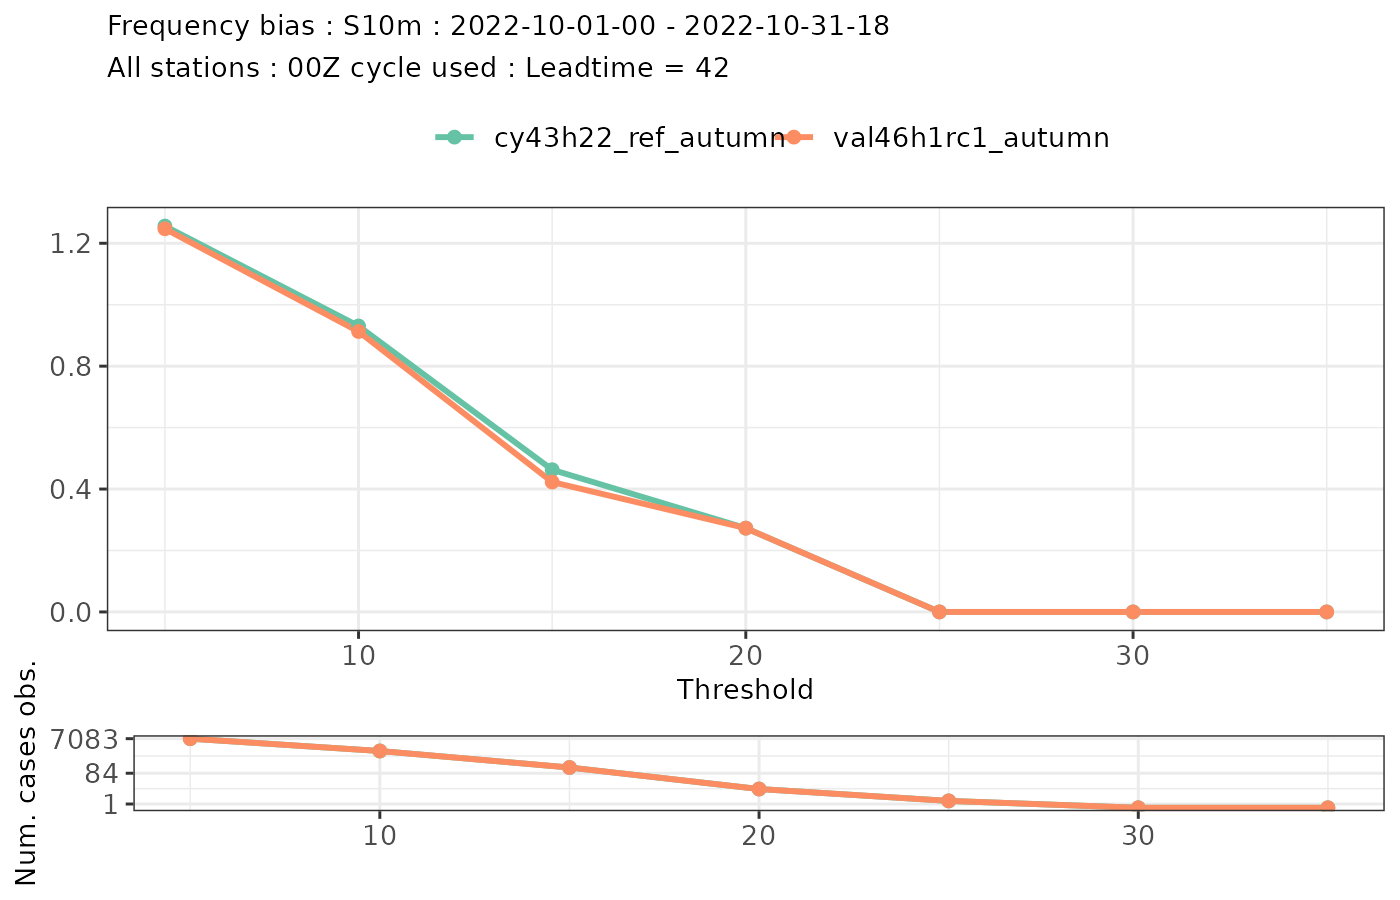 Frequency bias : S10m : 2022-10-01-00 - 2022-10-31-18
All stations : 00Z cycle used : Leadtime = 42
cy43h22_ref_autumn val46h1rc1_autumn
1.2
0.8
0.4
0.0
10 20 30
Threshold
Num. cases obs.
7083
84
1
10 20 30